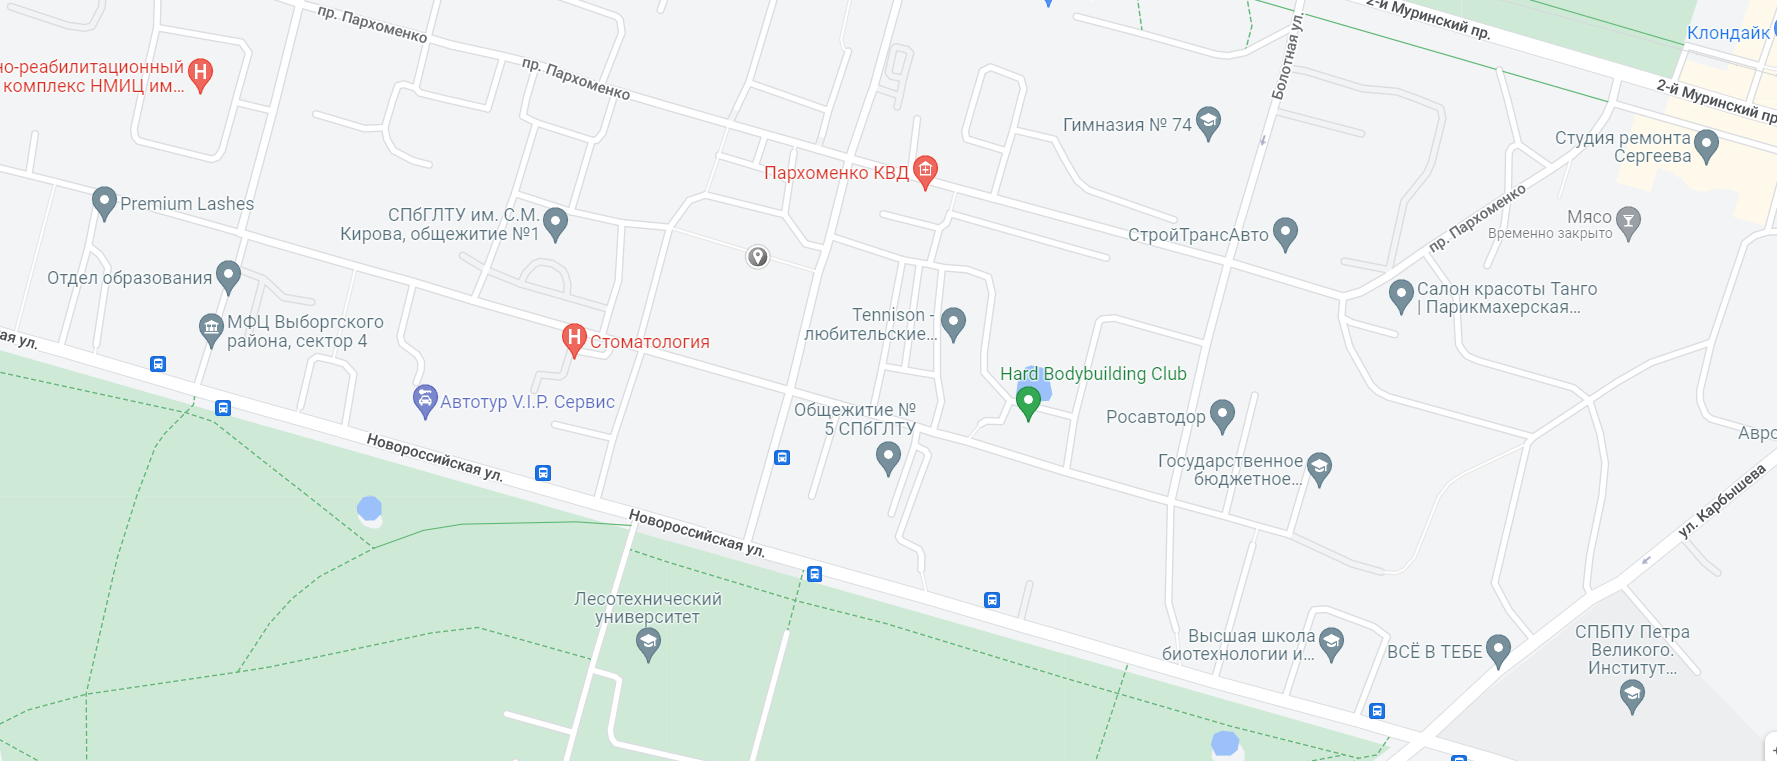 пр. Пархоменко
2-й Муринский пр.
Клондайк
Болотная ул.
но-реабилитационный
комплекс НМИЦ им...
пр. Пархоменко
2-й Муринский пр
Гимназия № 74
Студия ремонта
Сергеева
Пархоменко КВД
Premium Lashes
СПбГЛТУ им. С.М.
Кирова, общежитие №1
СтройТрансАвто
пр. Пархоменко
Мясо
Временно закрыто
Отдел образования
Салон красоты Танго
| Парикмахерская...
МФЦ Выборгского
района, сектор 4
Tennison -
любительские...
ая ул.
Стоматология
Hard Bodybuilding Club
Автотур V.I.P. Сервис
Общежитие №
5 СПбГЛТУ
Росавтодор
Авро
Новороссийская ул.
Государственное
бюджетное...
ул. Карбышева
Новороссийская ул.
Лесотехнический
университет
Высшая школа
биотехнологии и...
ВСЁ В ТЕБЕ
СПБПУ Петра
Великого.
Институт...